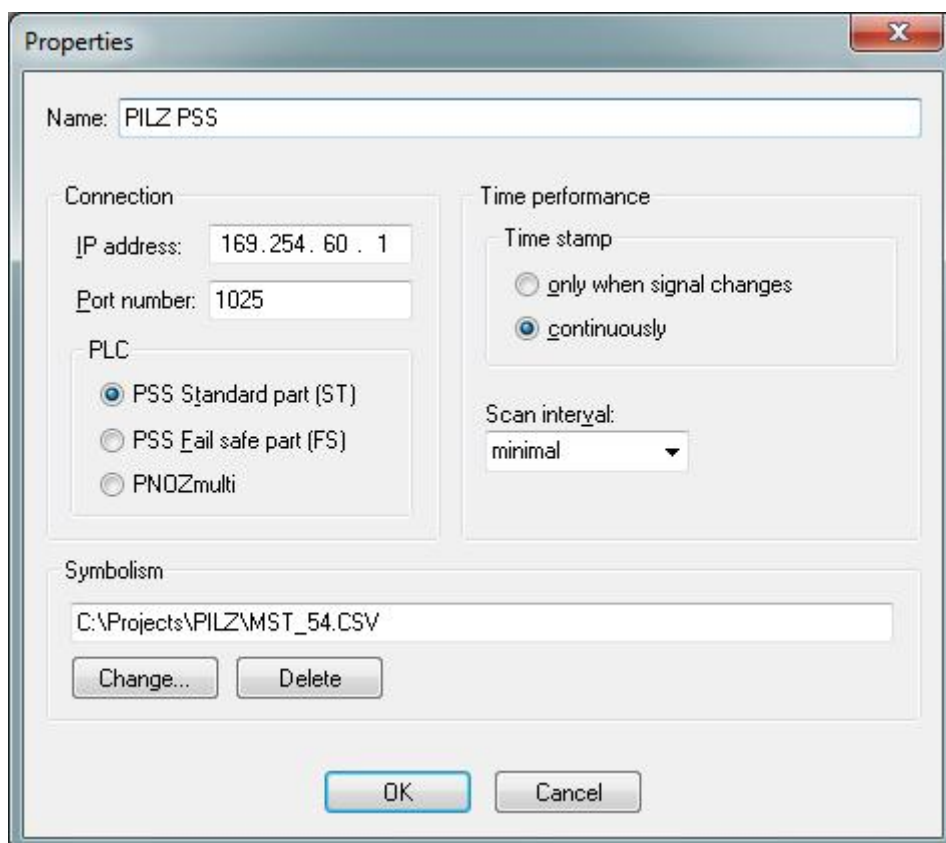 Properties
Name: PILZ PSS
Connection
IP address: 169.254. 60 . 1
Port number: 1025
PLC
PSS Standard part (ST)
PSS Fail safe part (FS)
PNOZmulti
Time performance
Time stamp
only when signal changes
continuously
Scan interval:
minimal
Symbolism
C:\Projects\PILZ\MST_54.CSV
Change... Delete
OK Cancel